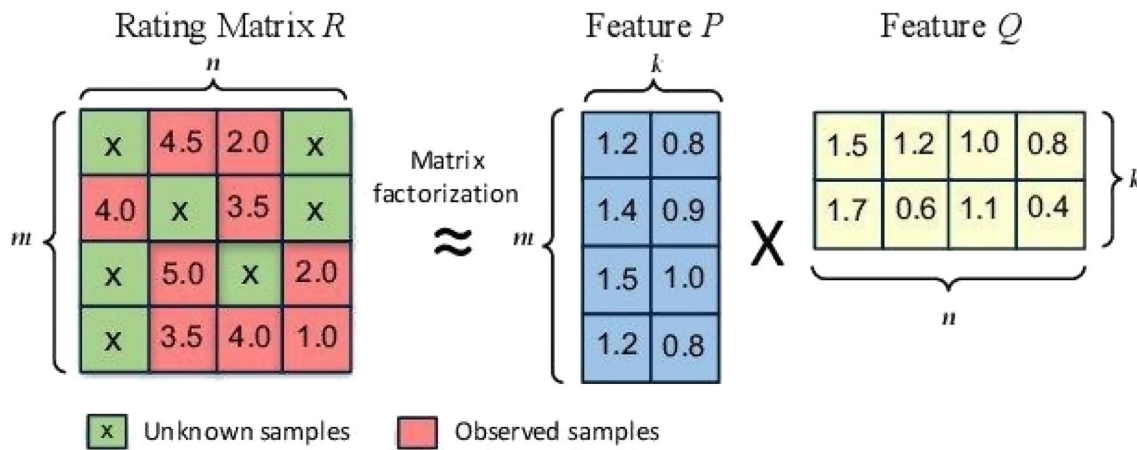 Rating Matrix R
Feature P
Feature Q
n
k
m
x 4.5 2.0 x
4.0 x 3.5 x
x 5.0 x 2.0
x 3.5 4.0 1.0
Matrix
factorization
≈
m
1.2 0.8
1.4 0.9
1.5 1.0
1.2 0.8
X
1.5 1.2 1.0 0.8
1.7 0.6 1.1 0.4
k
n
x Unknown samples
Observed samples